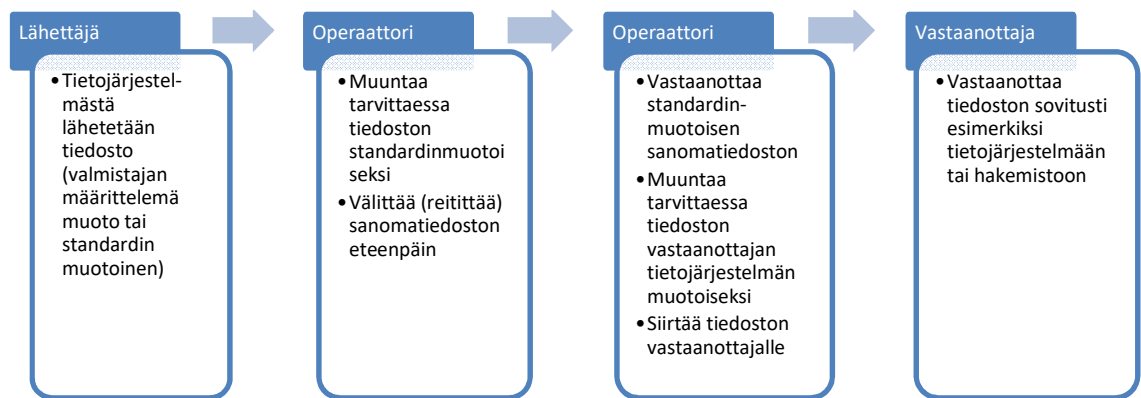 Lähettäjä
•Tietojärjestel-
mästä
lähetetään
tiedosto
(valmistajan
määrittelemä
muoto tai
standardin
muotoinen)
Operaattori
•Muuntaa
tarvittaessa
tiedoston
standardinmuotoi
seksi
•Välittää (reitittää)
sanomatiedoston
eteenpäin
Operaattori
•Vastaanottaa
standardin-
muotoisen
sanomatiedoston
•Muuntaa
tarvittaessa
tiedoston
vastaanottajan
tietojärjestelmän
muotoiseksi
•Siirtää tiedoston
vastaanottajalle
Vastaanottaja
•Vastaanottaa
tiedoston sovitusti
esimerkiksi
tietojärjestelmään
tai hakemistoon